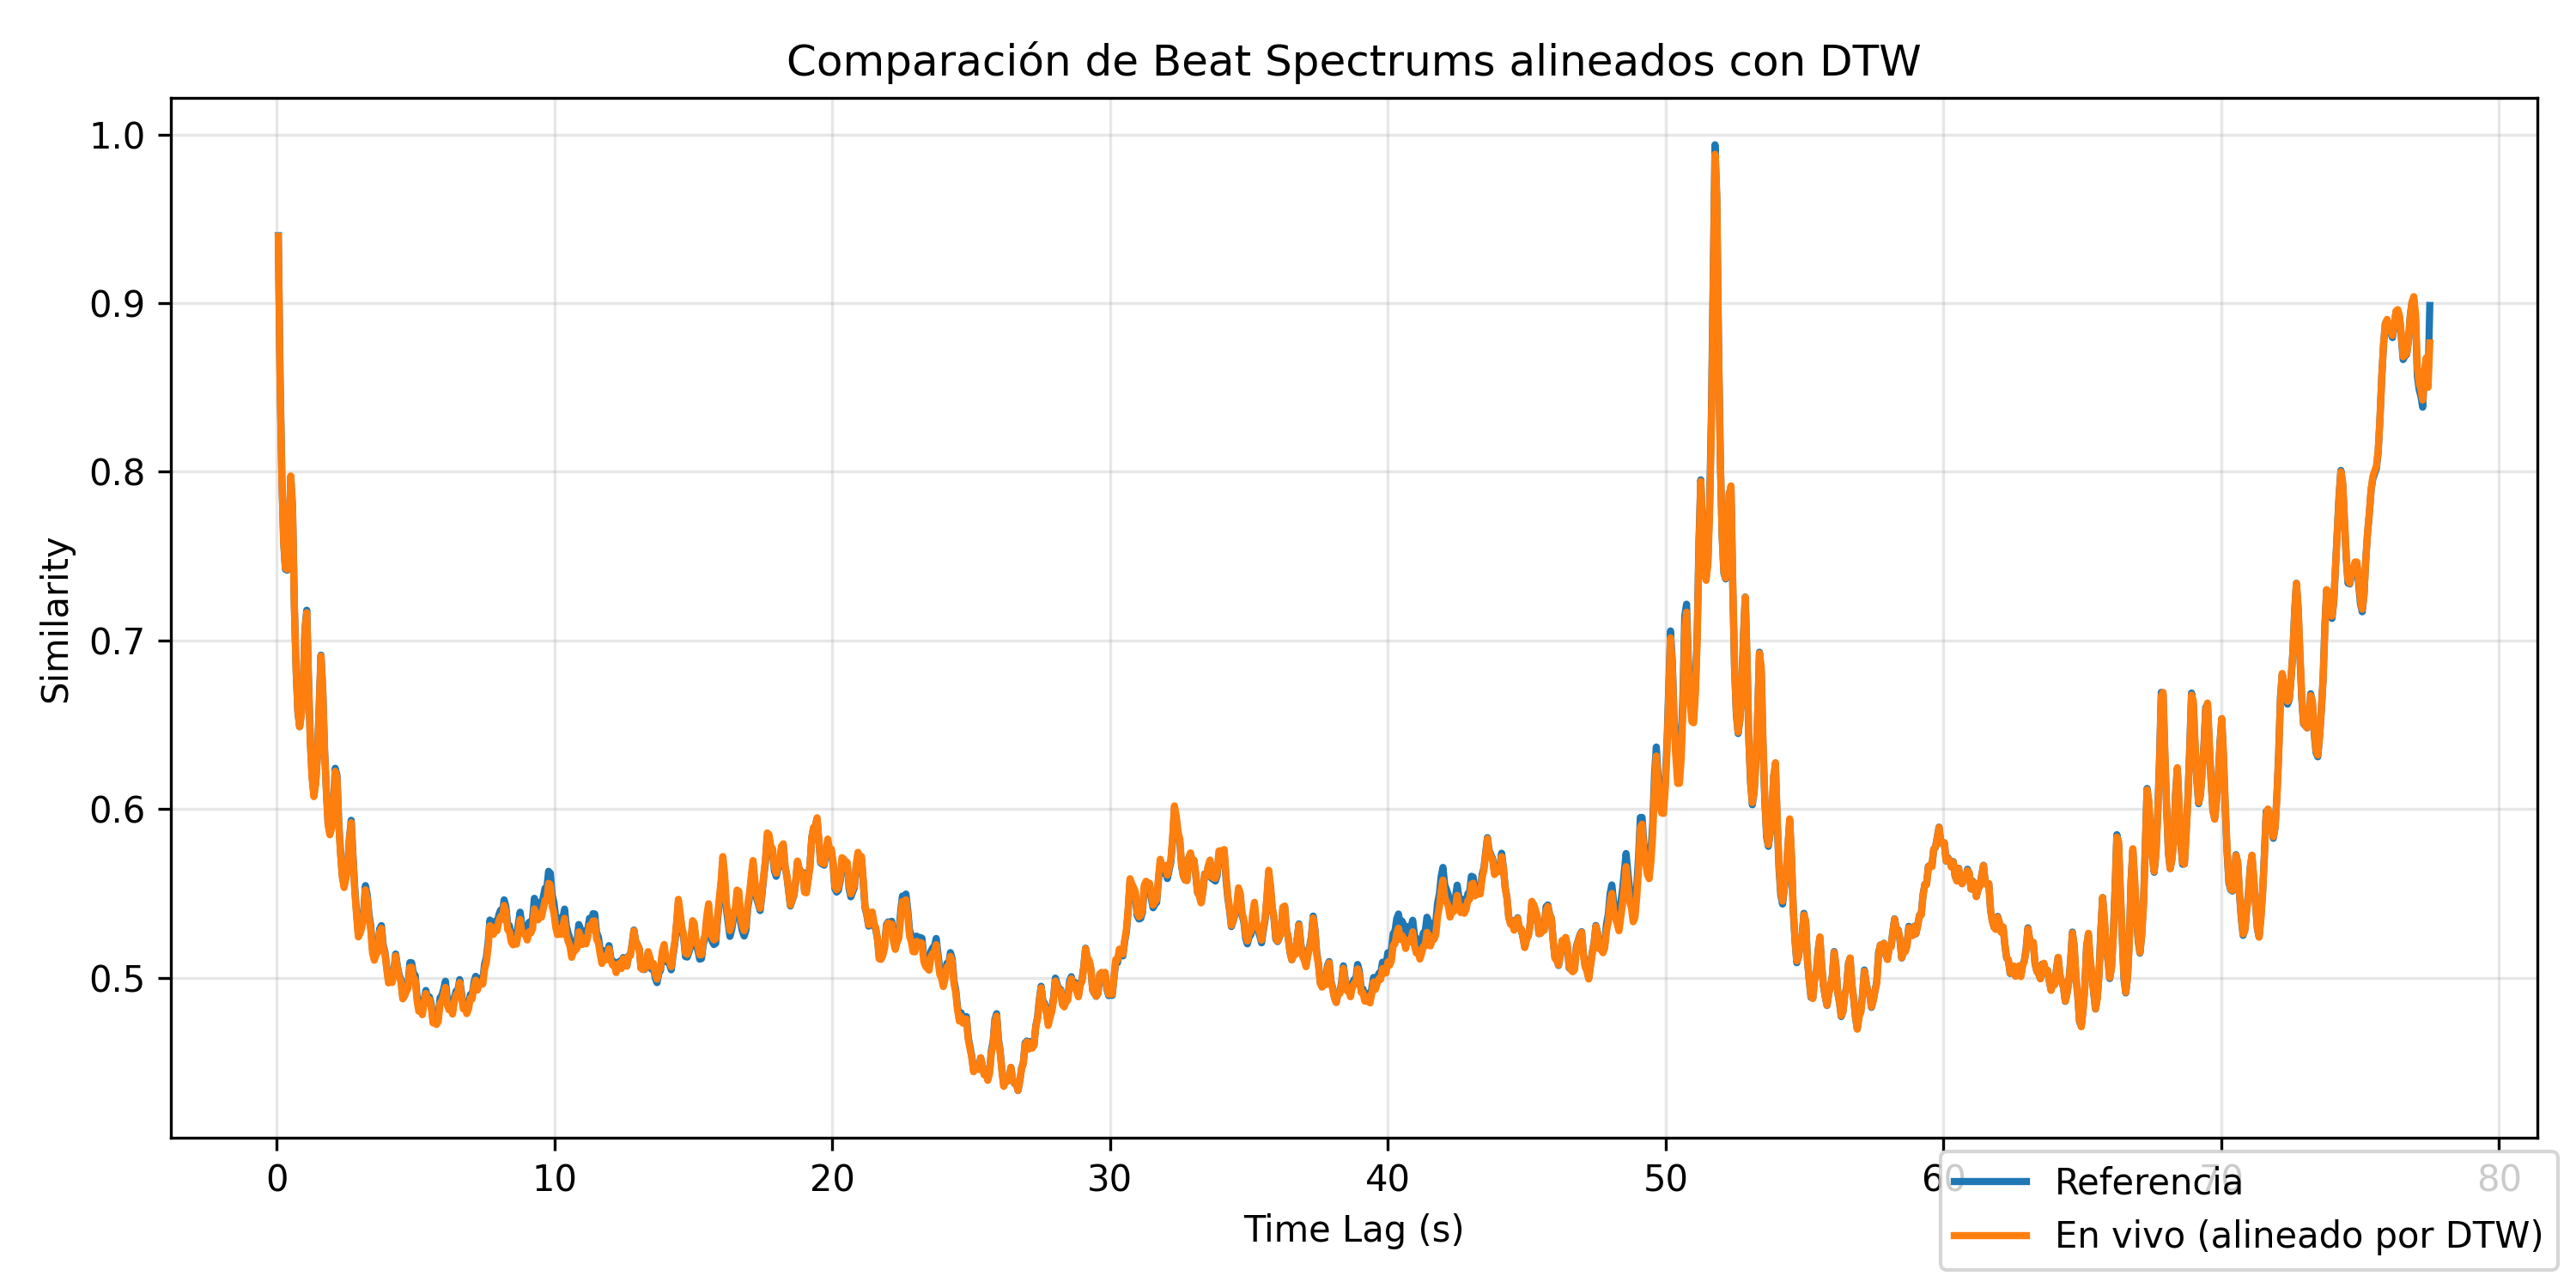 Comparación de Beat Spectrums alineados con DTW
1.0
0.9
0.8
0.7
0.6
0.5
Similarity
0 10 20 30 40 50 60 70 80
Time Lag (s)
Referencia
En vivo (alineado por DTW)